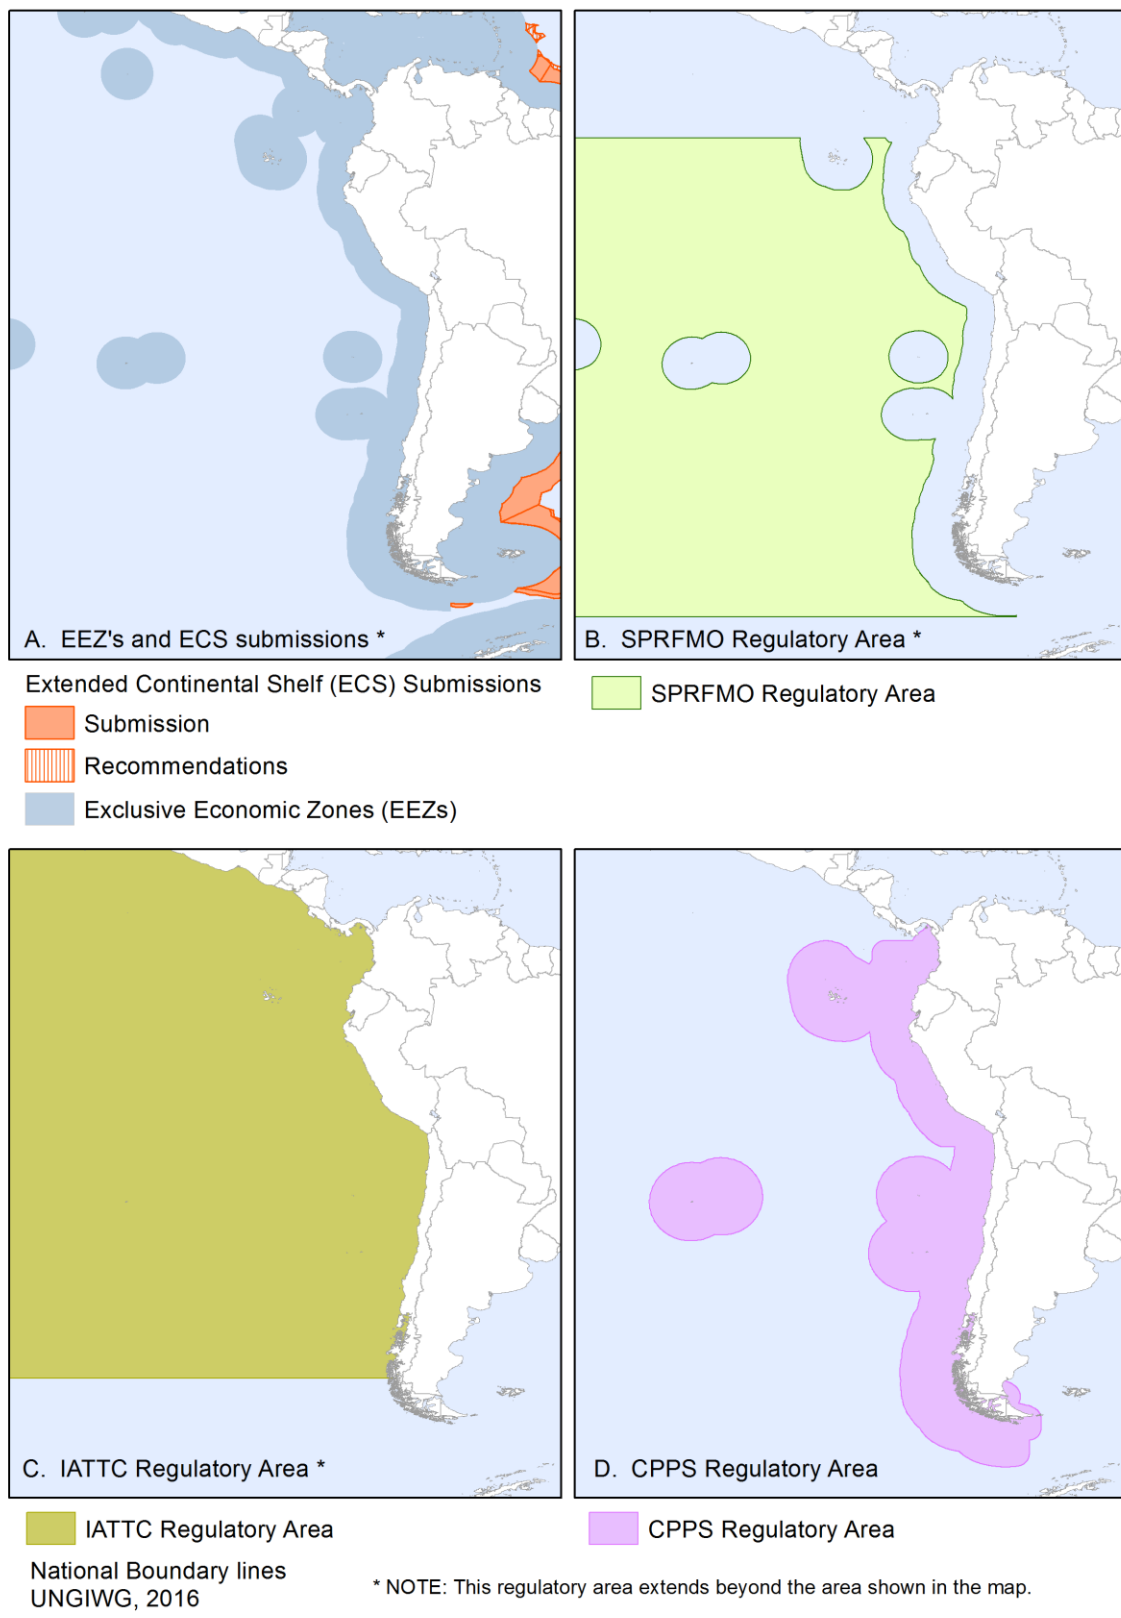 A. EEZ's and ECS submissions *
B. SPRFMO Regulatory Area *
Extended Continental Shelf (ECS) Submissions
Submission
Recommendations
Exclusive Economic Zones (EEZs)
SPRFMO Regulatory Area
C. IATTC Regulatory Area *
D. CPPS Regulatory Area
IATTC Regulatory Area
CPPS Regulatory Area
National Boundary lines
UNGIWG, 2016
* NOTE: This regulatory area extends beyond the area shown in the map.